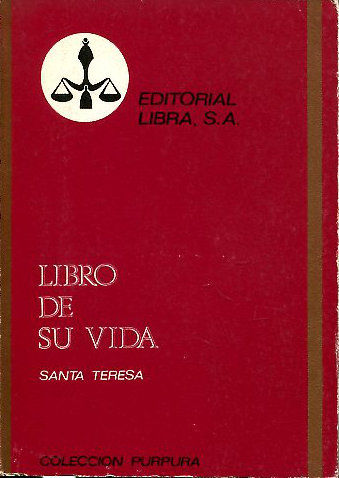 EDITORIAL
LIBRA, S.A.
LIBRO
DE
SU VIDA.
SANTA TERESA
COLECCION PURPURA